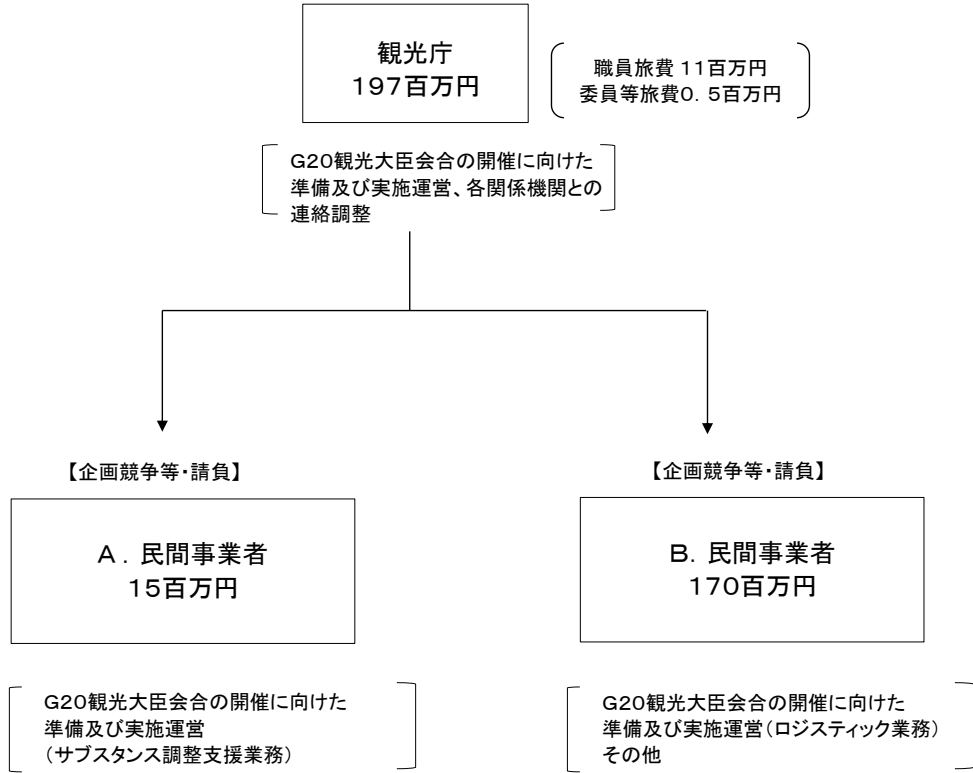 観光庁
197百万円
職員旅費 11百万円
委員等旅費0．5百万円
G20観光大臣会合の開催に向けた
準備及び実施運営、各関係機関との
連絡調整
【企画競争等・請負】
A．民間事業者
15百万円
G20観光大臣会合の開催に向けた
準備及び実施運営
（サブスタンス調整支援業務）
【企画競争等・請負】
B．民間事業者
170百万円
G20観光大臣会合の開催に向けた
準備及び実施運営（ロジスティック業務）
その他